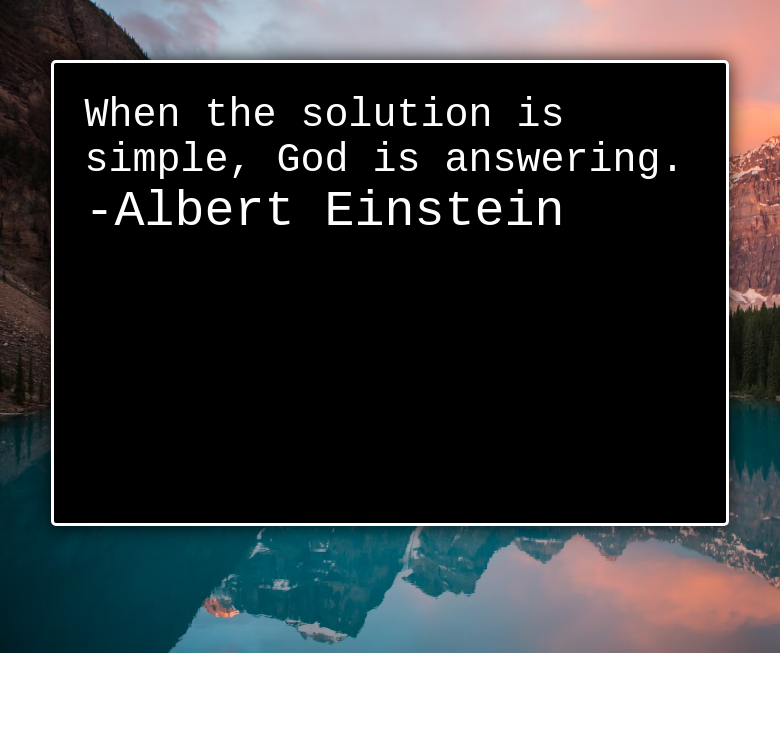 When the solution is
simple, God is answering.
-Albert Einstein